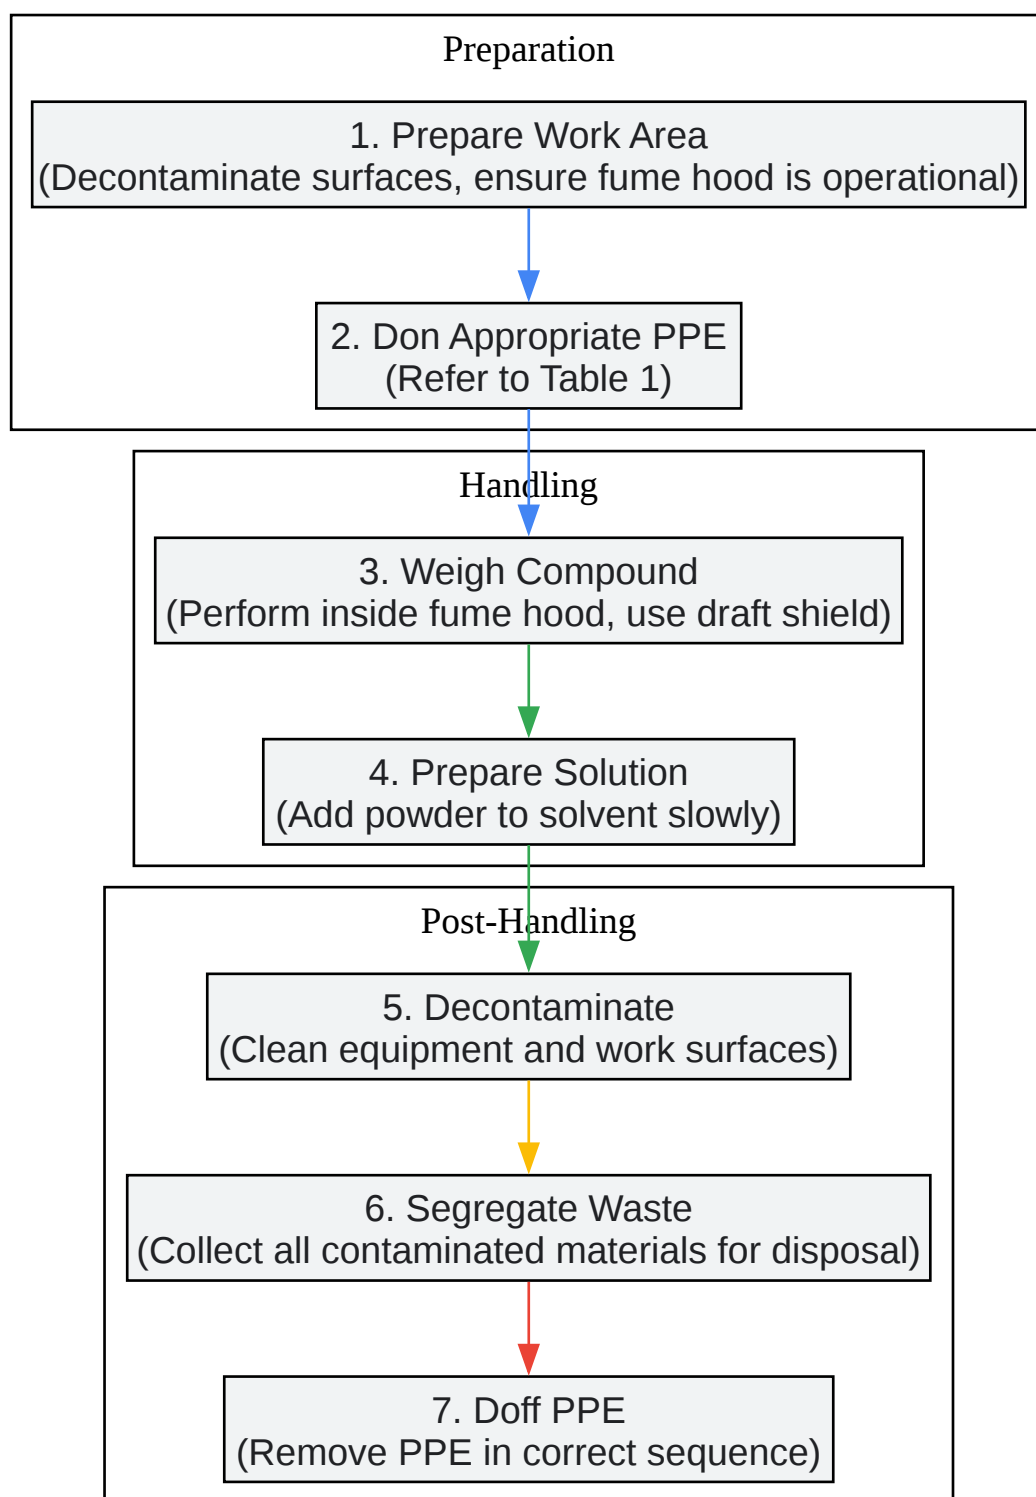 Preparation
1. Prepare Work Area
(Decontaminate surfaces, ensure fume hood is operational)
2. Don Appropriate PPE
(Refer to Table 1)
Handling
3. Weigh Compound
(Perform inside fume hood, use draft shield)
4. Prepare Solution
(Add powder to solvent slowly)
Post-Handling
5. Decontaminate
(Clean equipment and work surfaces)
6. Segregate Waste
(Collect all contaminated materials for disposal)
7. Doff PPE
(Remove PPE in correct sequence)